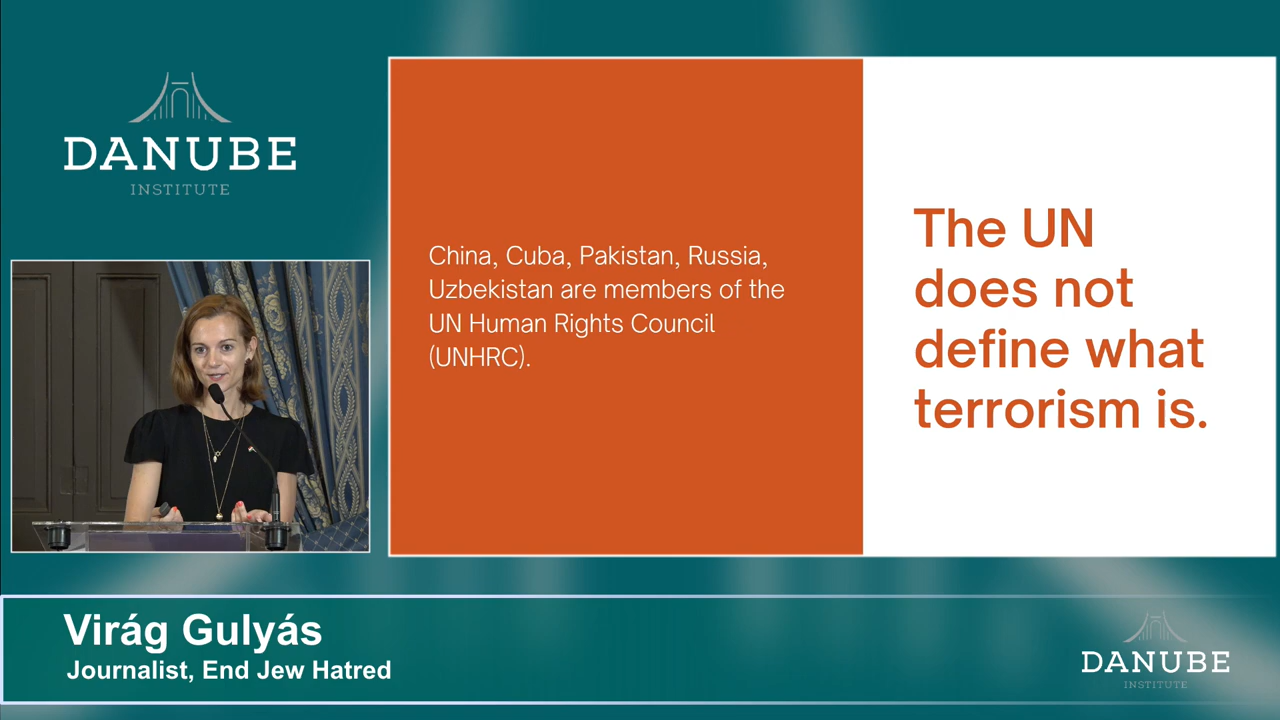 DANUBE
INSTITUTE
China, Cuba, Pakistan, Russia,
Uzbekistan are members of the
UN Human Rights Council
(UNHRC).
The UN
does not
define what
terrorism is.
Virág Gulyás
Journalist, End Jew Hatred
DANUBE
INSTITUTE